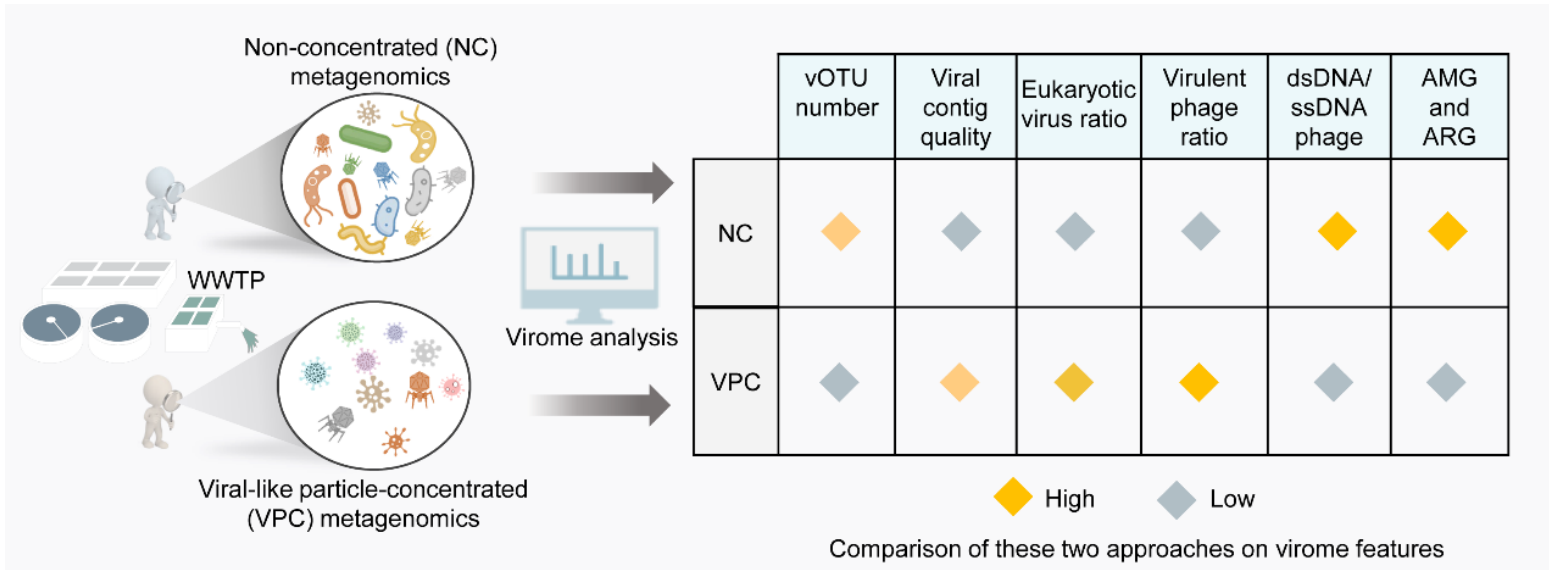 Non-concentrated (NC)
metagenomics
WWTP
Viral-like particle-concentrated
(VPC) metagenomics
Virome analysis
vOTU
number
Viral
contig
quality
Eukaryotic
virus ratio
Virulent
phage
ratio
dsDNA/
ssDNA
phage
AMG
and
ARG
NC
VPC
High
Low
Comparison of these two approaches on virome features